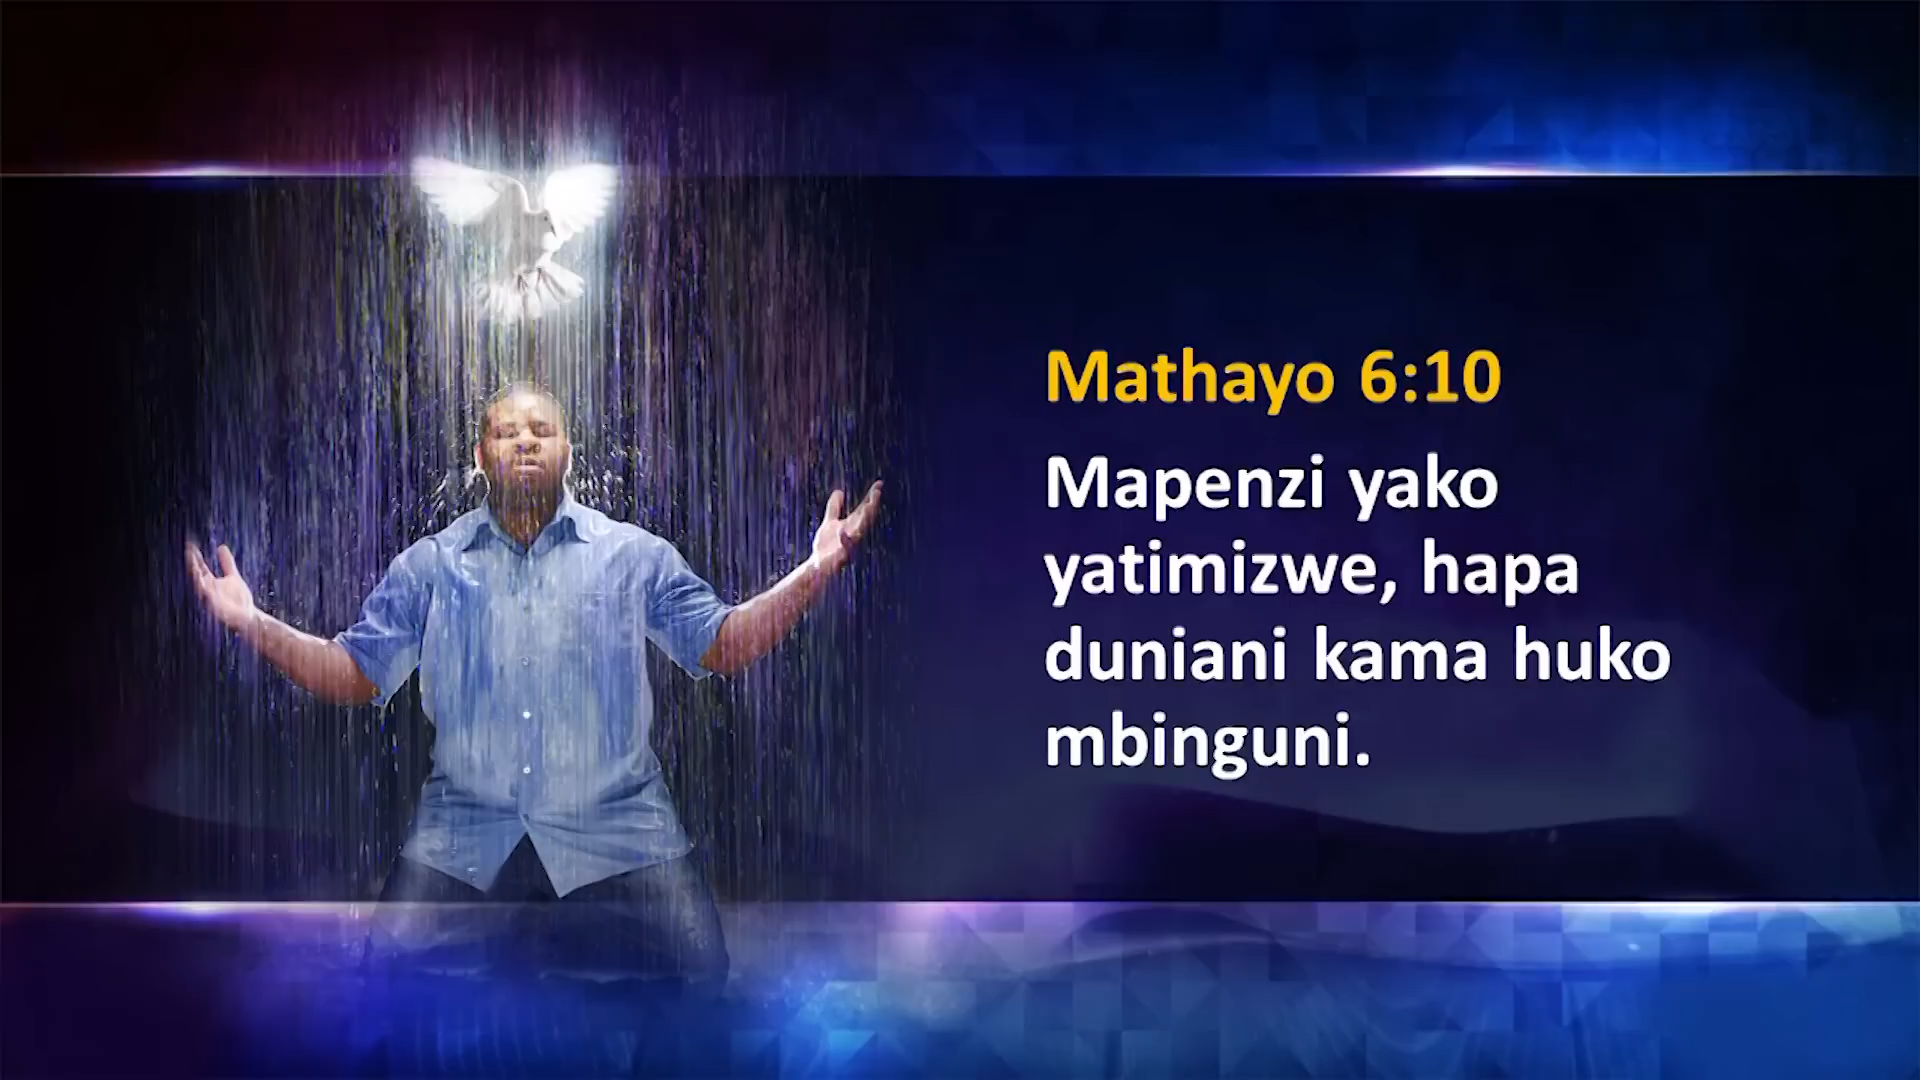 Mathayo 6:10
Mapenzi yako
yatimizwe, hapa
duniani kama huko
mbinguni.